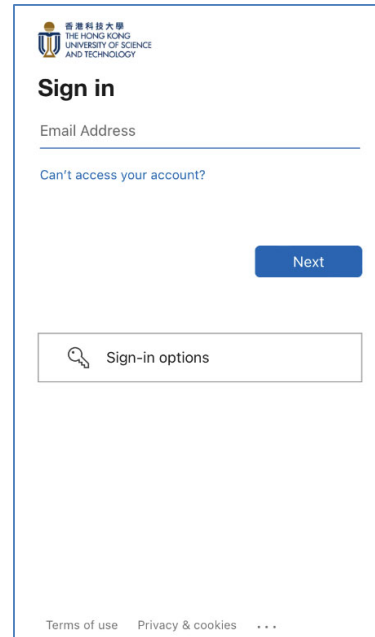 香港科技大學
THE HONG KONG
UNIVERSITY OF SCIENCE
AND TECHNOLOGY
Sign in
Email Address
Can't access your account?
Next
Sign-in options
Terms of use Privacy & cookies ...